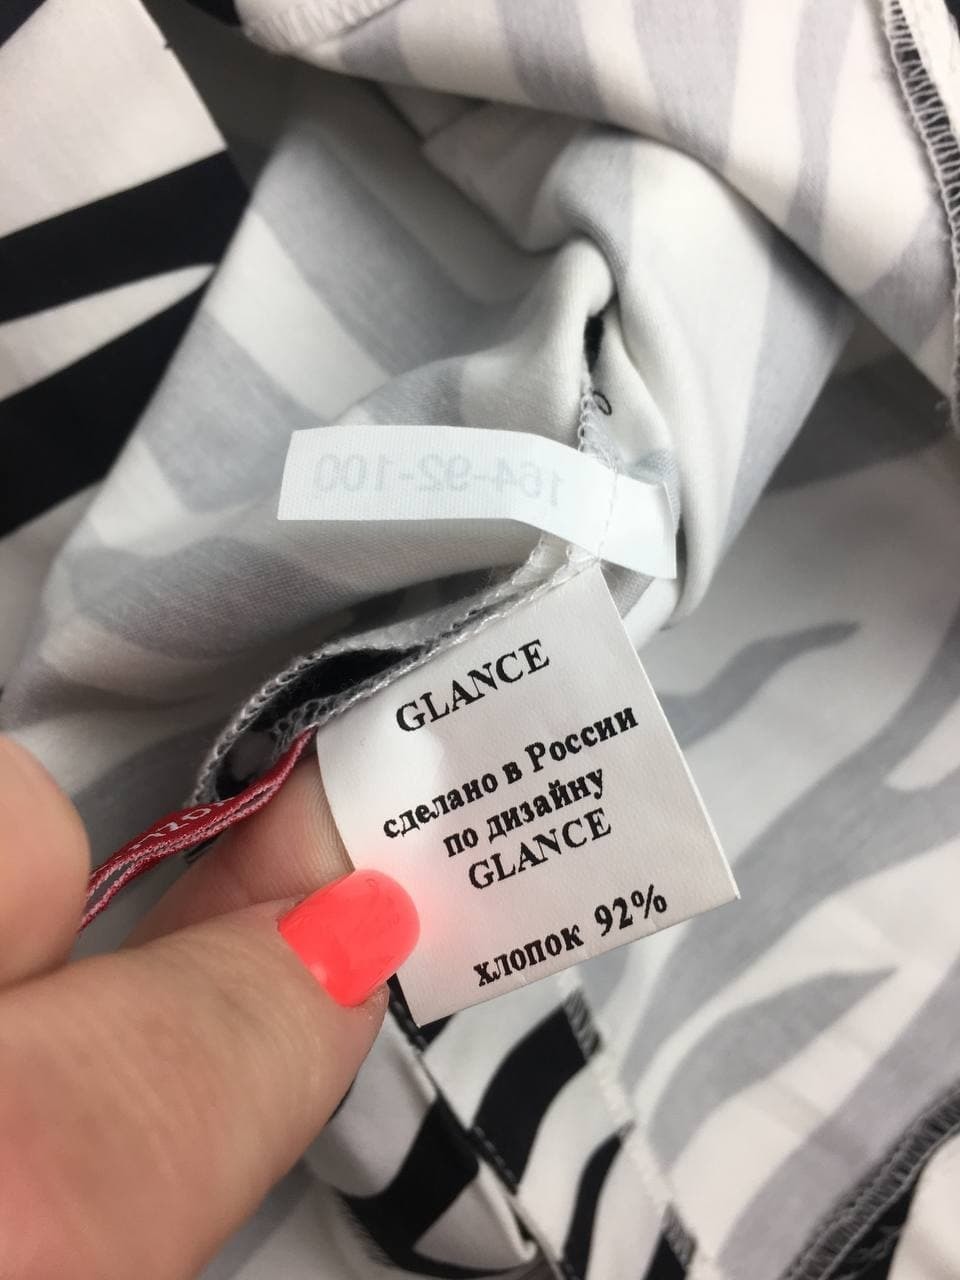 164-92-100
GLANCE
сделано в России
по дизайну
GLANCE
хлопок 92%